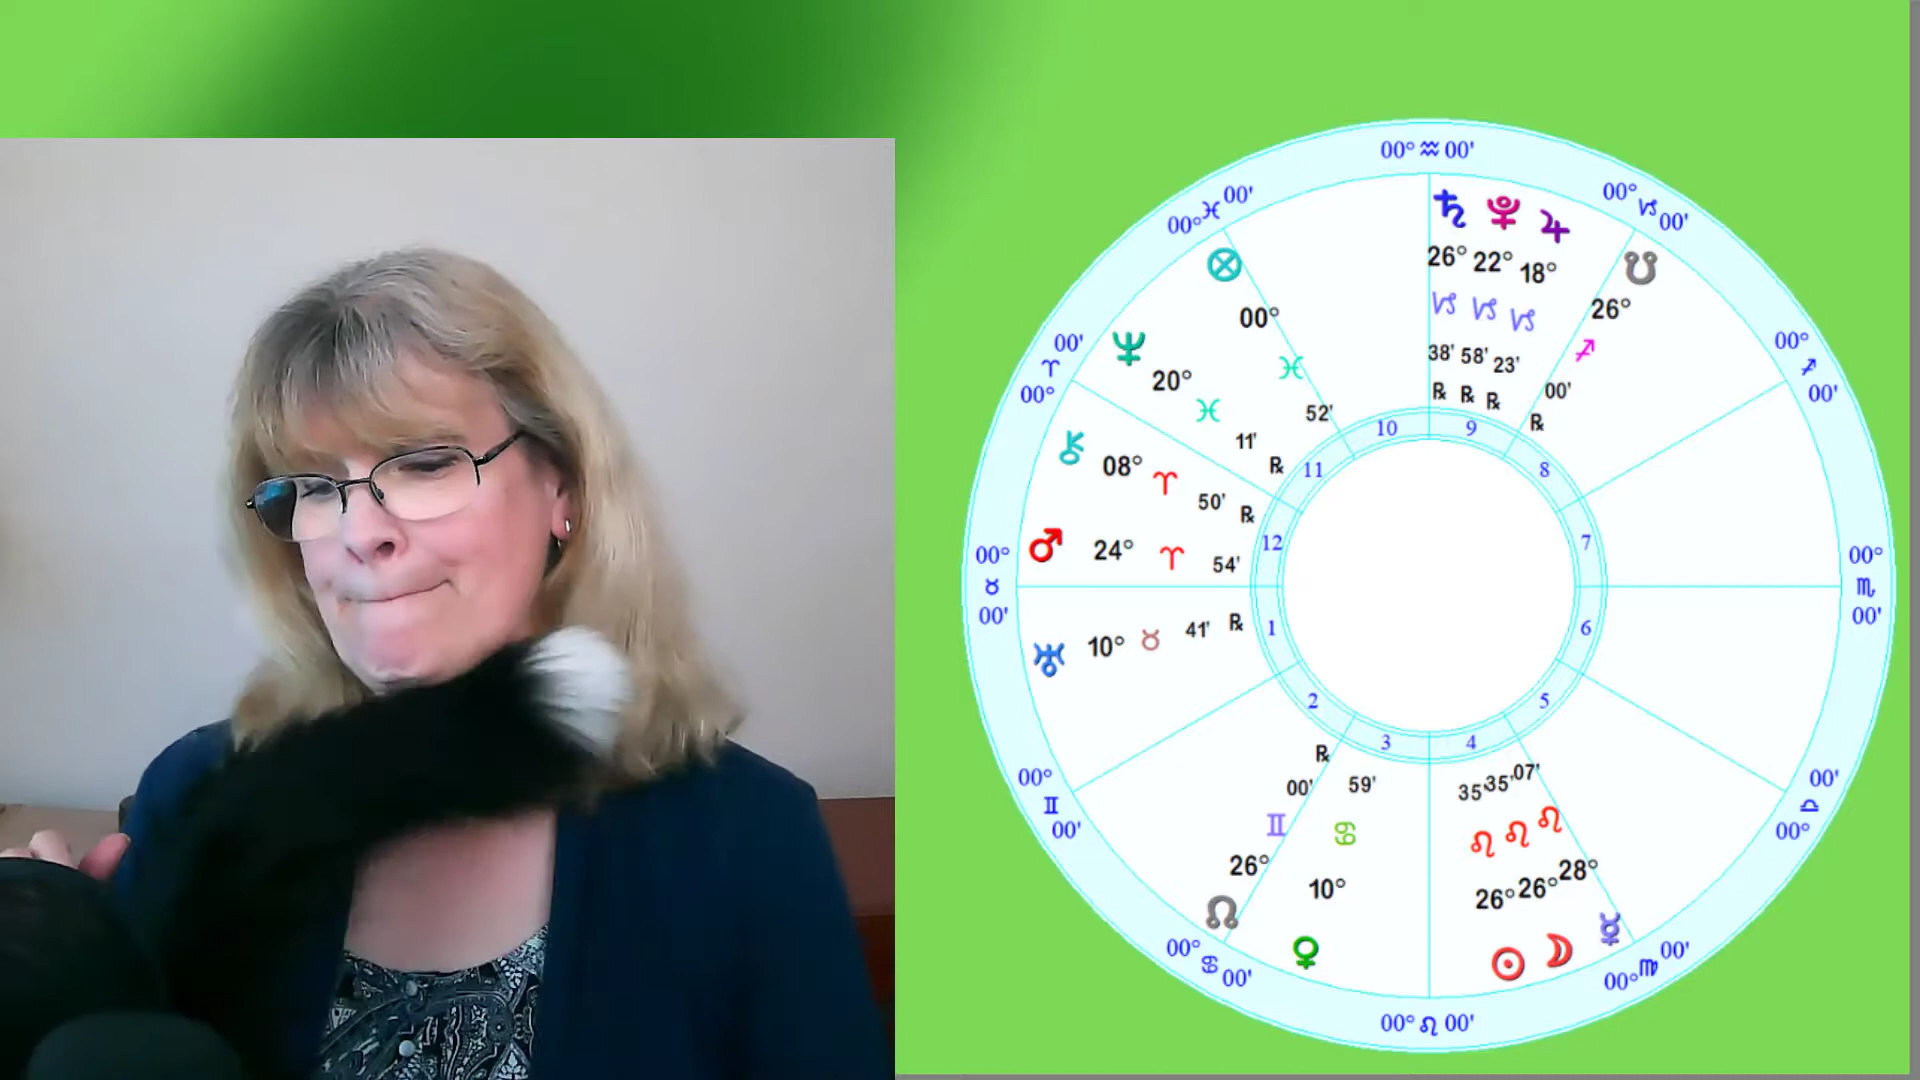 00° ♒ 00'
00° ♑ 00'
00° ♓ 00'
♄ ♇ ♃
26° 22° 18°
♑ ♑ ♑
38' 58' 23'
℞ ℞ ℞
☋
26°
♐
00'
℞
⊗
00°
♓
52'
00° ♐ 00'
00' ♈ 00°
♆ 20° ♓ 11' ℞
⚷ 08° ♈ 50' ℞
♂ 24° ♈ 54'
00° ♉ 00'
00° ♏ 00'
♅ 10° ♉ 41' ℞
10 9
11 8
12 7
1 6
2 5
3 4
℞
00'
♊
26°
☊
59'
♋
10°
♀
35' 35' 07'
♌ ♌ ♌
26° 26° 28°
☉ ☽ ☿
00° ♊ 00'
00' ♎ 00°
00° ♋ 00'
00° ♍ 00'
00° ♌ 00'